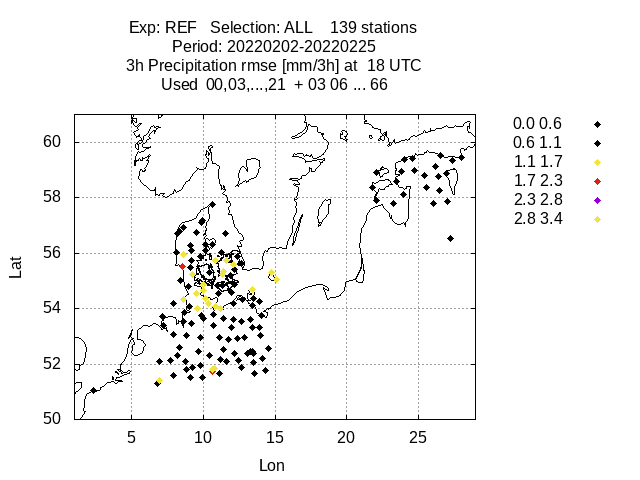 Exp: REF Selection: ALL 139 stations
Period: 20220202-20220225
3h Precipitation rmse [mm/3h] at 18 UTC
Used 00,03,...,21 + 03 06 ... 66
0.0 0.6
0.6 1.1
1.1 1.7
1.7 2.3
2.3 2.8
2.8 3.4
60
58
56
54
52
50
Lat
5 10 15 20 25
Lon